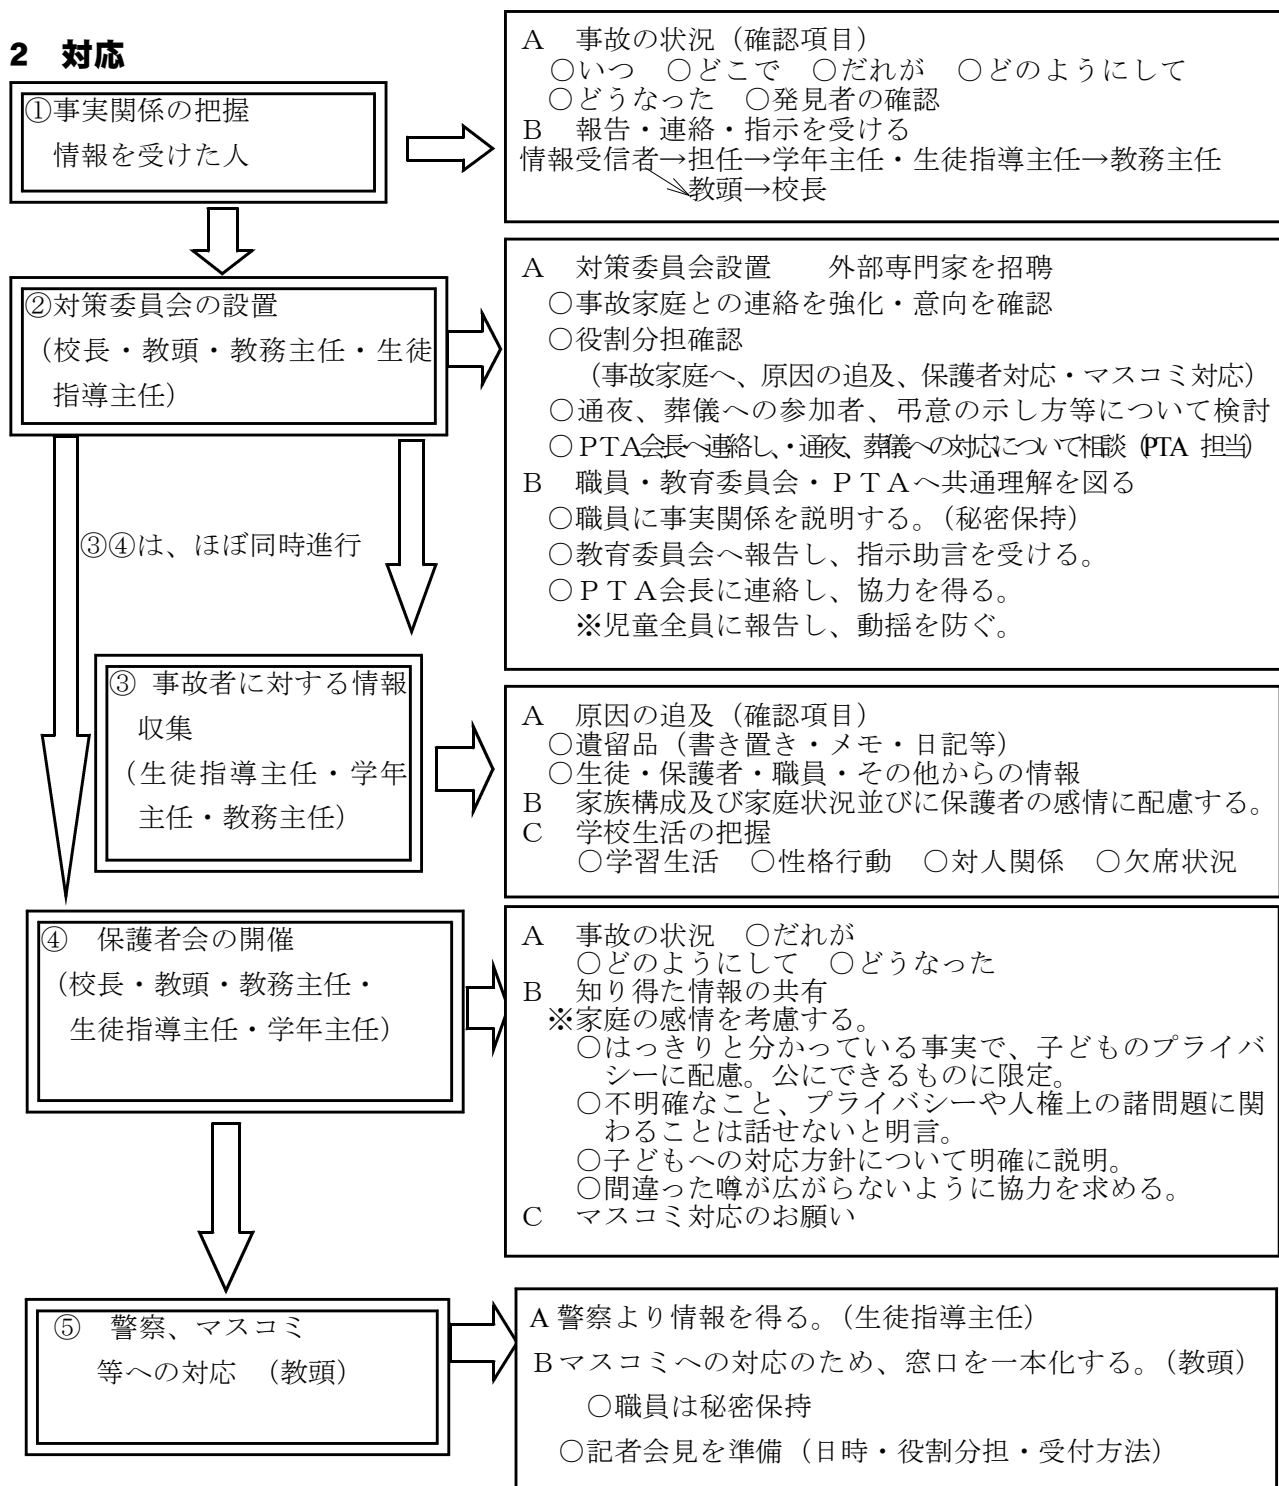 2 対応
①事実関係の把握
情報を受けた人
A 事故の状況（確認項目）
○いつ ○どこで ○だれが ○どのようにして
○どうなった ○発見者の確認
B 報告・連絡・指示を受ける
情報受信者→担任→学年主任・生徒指導主任→教務主任
教頭→校長
②対策委員会の設置
（校長・教頭・教務主任・生徒
指導主任）
A 対策委員会設置 外部専門家を招聘
○事故家庭との連絡を強化・意向を確認
○役割分担確認
（事故家庭へ、原因の追及、保護者対応・マスコミ対応）
○通夜、葬儀への参加者、弔意の示し方等について検討
○ＰＴＡ会長へ連絡し、・通夜、葬儀への対応について相談（PTA 担当）
B 職員・教育委員会・ＰＴＡへ共通理解を図る
○職員に事実関係を説明する。（秘密保持）
○教育委員会へ報告し、指示助言を受ける。
○ＰＴＡ会長に連絡し、協力を得る。
※児童全員に報告し、動揺を防ぐ。
③④は、ほぼ同時進行
③ 事故者に対する情報
収集
（生徒指導主任・学年
主任・教務主任）
A 原因の追及（確認項目）
○遺留品（書き置き・メモ・日記等）
○生徒・保護者・職員・その他からの情報
B 家族構成及び家庭状況並びに保護者の感情に配慮する。
C 学校生活の把握
○学習生活 ○性格行動 ○対人関係 ○欠席状況
④ 保護者会の開催
（校長・教頭・教務主任・
生徒指導主任・学年主任）
A 事故の状況 ○だれが
○どのようにして ○どうなった
B 知り得た情報の共有
※家庭の感情を考慮する。
○はっきりと分かっている事実で、子どものプライバ
シーに配慮。公にできるものに限定。
○不明確なこと、プライバシーや人権上の諸問題に関
わることは話せないと明言。
○子どもへの対応方針について明確に説明。
○間違った噂が広がらないように協力を求める。
C マスコミ対応のお願い
⑤ 警察、マスコミ
等への対応 （教頭）
A 警察より情報を得る。（生徒指導主任）
B マスコミへの対応のため、窓口を一本化する。（教頭）
○職員は秘密保持
○記者会見を準備（日時・役割分担・受付方法）